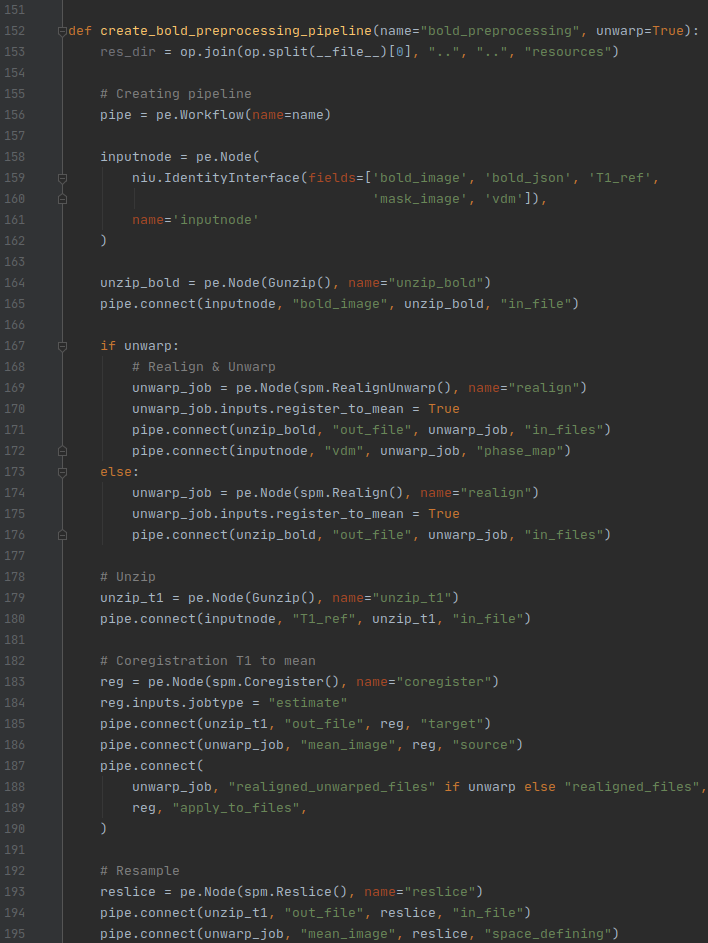 151
152 def create_bold_preprocessing_pipeline(name="bold_preprocessing", unwarp=True):
153     res_dir = op.join(op.split(__file__)[0], "..", "..", "resources")
154
155     # Creating pipeline
156     pipe = pe.Workflow(name=name)
157
158     inputnode = pe.Node(
159         niu.IdentityInterface(fields=['bold_image', 'bold_json', 'T1_ref',
160                                       'mask_image', 'vdm']),
161         name='inputnode'
162     )
163
164     unzip_bold = pe.Node(Gunzip(), name="unzip_bold")
165     pipe.connect(inputnode, "bold_image", unzip_bold, "in_file")
166
167     if unwarp:
168         # Realign & Unwarp
169         unwarp_job = pe.Node(spm.RealignUnwarp(), name="realign")
170         unwarp_job.inputs.register_to_mean = True
171         pipe.connect(unzip_bold, "out_file", unwarp_job, "in_files")
172         pipe.connect(inputnode, "vdm", unwarp_job, "phase_map")
173     else:
174         unwarp_job = pe.Node(spm.Realign(), name="realign")
175         unwarp_job.inputs.register_to_mean = True
176         pipe.connect(unzip_bold, "out_file", unwarp_job, "in_files")
177
178     # Unzip
179     unzip_t1 = pe.Node(Gunzip(), name="unzip_t1")
180     pipe.connect(inputnode, "T1_ref", unzip_t1, "in_file")
181
182     # Coregistration T1 to mean
183     reg = pe.Node(spm.Coregister(), name="coregister")
184     reg.inputs.jobtype = "estimate"
185     pipe.connect(unzip_t1, "out_file", reg, "target")
186     pipe.connect(unwarp_job, "mean_image", reg, "source")
187     pipe.connect(
188         unwarp_job, "realigned_unwarped_files" if unwarp else "realigned_files",
189         reg, "apply_to_files",
190     )
191
192     # Resample
193     reslice = pe.Node(spm.Reslice(), name="reslice")
194     pipe.connect(unzip_t1, "out_file", reslice, "in_file")
195     pipe.connect(unwarp_job, "mean_image", reslice, "space_defining")